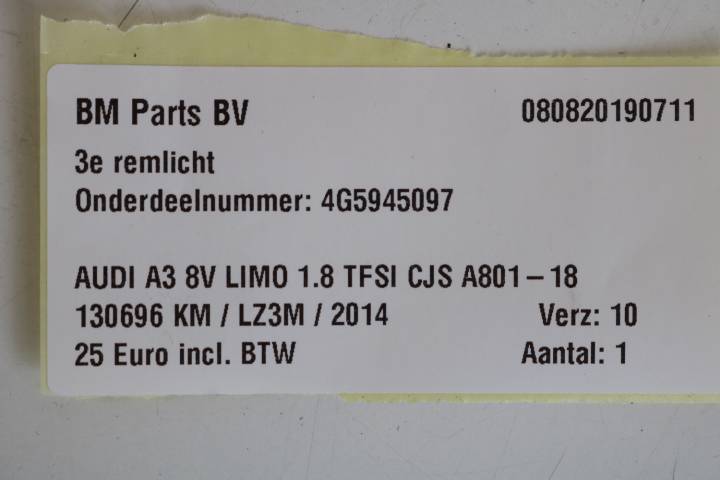 BM Parts BV 080820190711
3e remlicht
Onderdeelnummer: 4G5945097
AUDI A3 8V LIMO 1.8 TFSI CJS A801-18
130696 KM / LZ3M / 2014 Verz: 10
25 Euro incl. BTW Aantal: 1